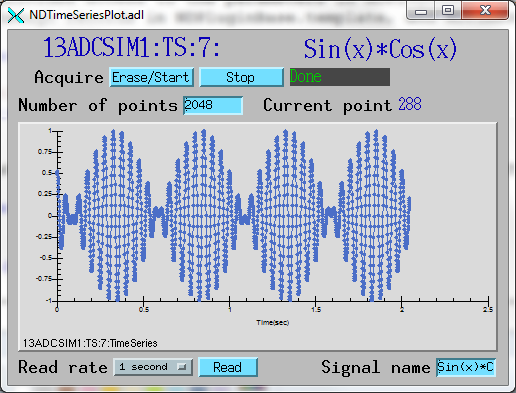 NDTimeSeriesPlot.adl
13ADCSIM1:TS:7: Sin(x)*Cos(x)
Acquire Erase/Start Stop Done
Number of points 2048 Current point 288
1
0.75
0.5
0.25
0
-0.25
-0.5
-0.75
-1
0 0.5 1 1.5 2 2.5
Time(sec)
13ADCSIM1:TS:7:TimeSeries
Read rate 1 second Read Signal name Sin(x)*C